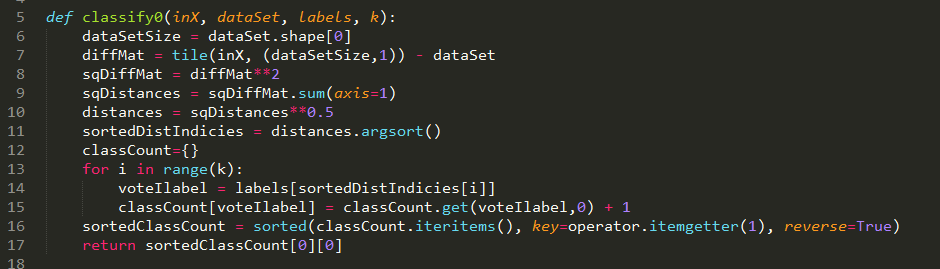 5 def classify0(inX, dataSet, labels, k):
6 dataSetSize = dataSet.shape[0]
7 diffMat = tile(inX, (dataSetSize,1)) - dataSet
8 sqDiffMat = diffMat**2
9 sqDistances = sqDiffMat.sum(axis=1)
10 distances = sqDistances**0.5
11 sortedDistIndicies = distances.argsort()
12 classCount={}
13 for i in range(k):
14 voteIlabel = labels[sortedDistIndicies[i]]
15 classCount[voteIlabel] = classCount.get(voteIlabel,0) + 1
16 sortedClassCount = sorted(classCount.iteritems(), key=operator.itemgetter(1), reverse=True)
17 return sortedClassCount[0][0]
18